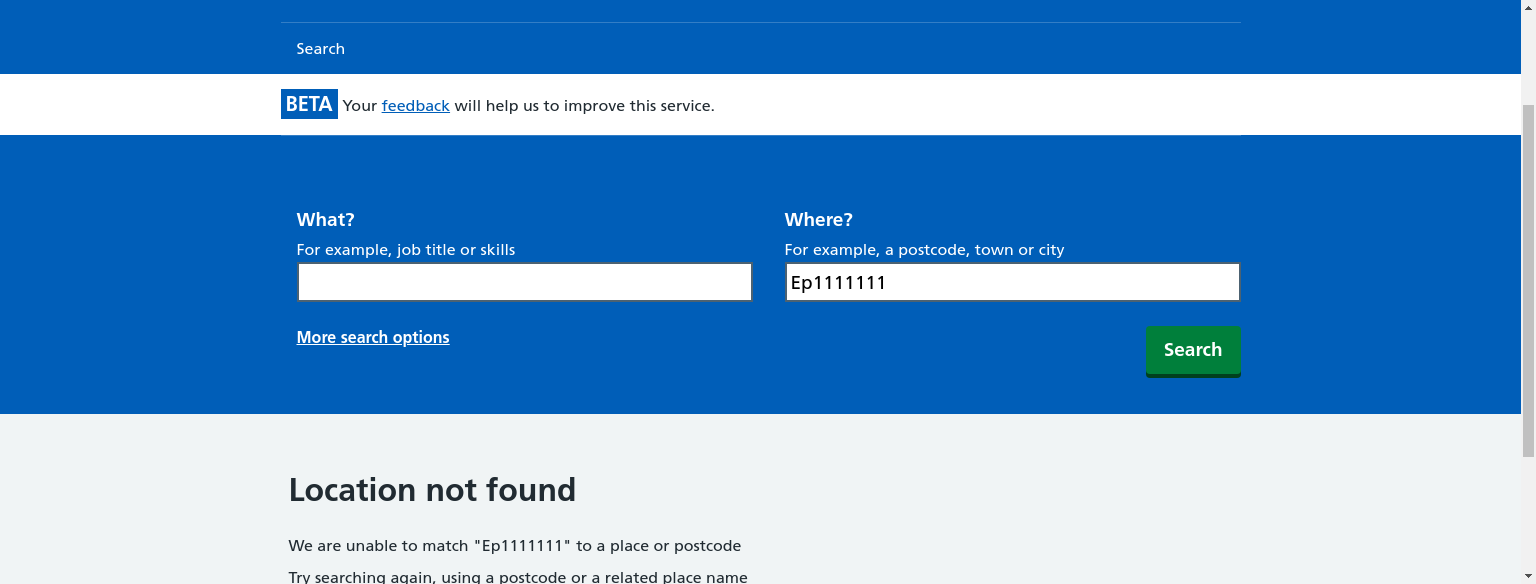 Search
BETA Your feedback will help us to improve this service.
What?
For example, job title or skills
Where?
For example, a postcode, town or city
Ep1111111
More search options
Search
Location not found
We are unable to match "Ep1111111" to a place or postcode
Try searching again, using a postcode or a related place name